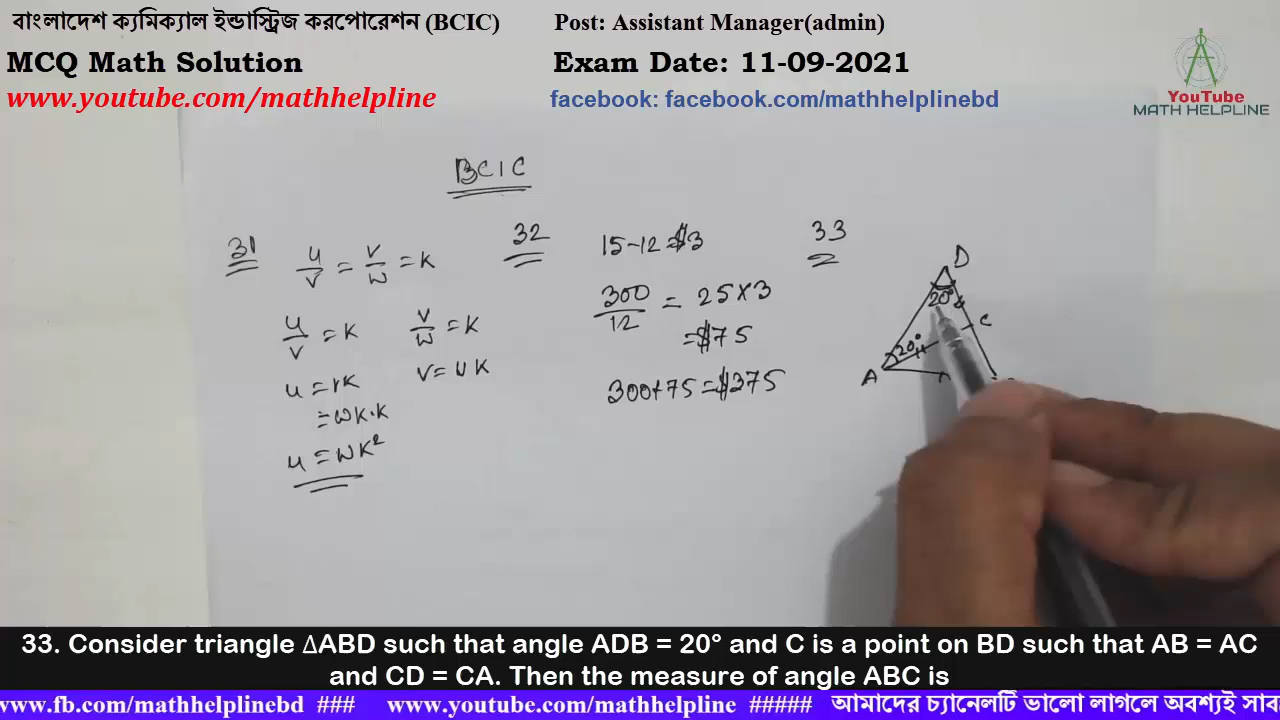 বাংলাদেশ ক্যমিক্যাল ইন্ডাস্ট্রিজ করপোরেশন (BCIC) Post: Assistant Manager(admin)
MCQ Math Solution Exam Date: 11-09-2021
www.youtube.com/mathhelpline facebook: facebook.com/mathhelplinebd
YouTube
MATH HELPLINE
BCIC
31
u/v = v/w = K
u/v = K v/w = K
u = vK v = wK
= wK·K
u = wK²
32
15-12 = $3
300/12 = 25×3
= $75
300+75 = $375
33
D
20°
C
20°
A
33. Consider triangle ∆ABD such that angle ADB = 20° and C is a point on BD such that AB = AC
and CD = CA. Then the measure of angle ABC is
www.fb.com/mathhelplinebd ### www.youtube.com/mathhelpline ##### আমাদের চ্যানেলটি ভালো লাগলে অবশ্যই সাব